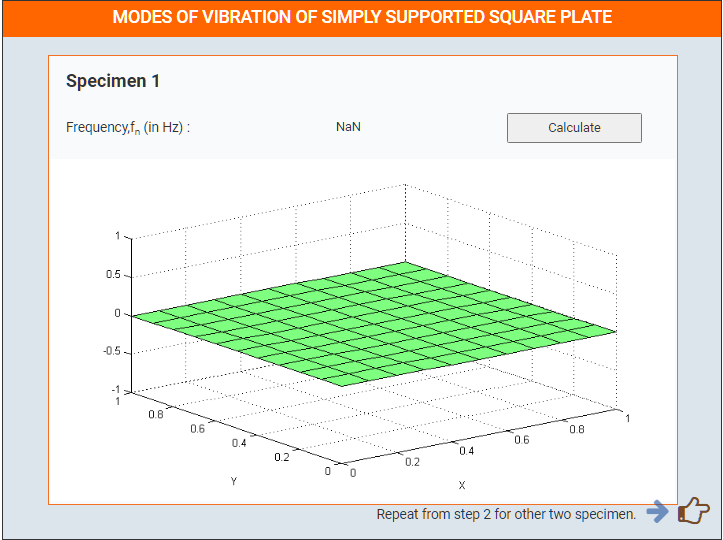 MODES OF VIBRATION OF SIMPLY SUPPORTED SQUARE PLATE
Specimen 1
Frequency,fn (in Hz) : NaN Calculate
1
0.5
0
-0.5
-1
1
0.8
0.6
0.4
0.2
0
Y
0
0.2
0.4
0.6
0.8
1
X
Repeat from step 2 for other two specimen.